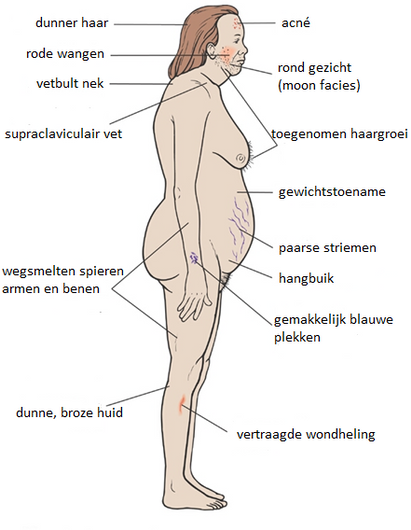 dunner haar
acné
rode wangen
rond gezicht
(moon facies)
vetbult nek
supraclaviculair vet
toegenomen haargroei
gewichtstoename
paarse striemen
wegsmelten spieren
armen en benen
hangbuik
gemakkelijk blauwe
plekken
dunne, broze huid
vertraagde wondheling